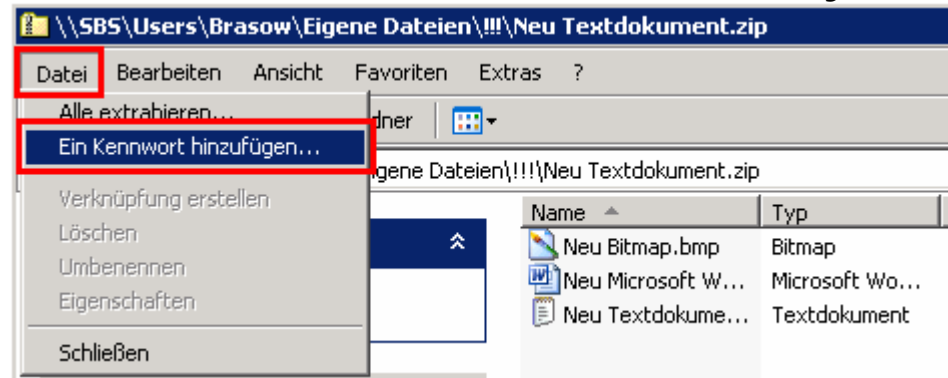 \\SBS\Users\Brasow\Eigene Dateien\!!!\Neu Textdokument.zip
Datei Bearbeiten Ansicht Favoriten Extras ?
Alle extrahieren...
dner
Ein Kennwort hinzufügen...
igene Dateien\!!!\Neu Textdokument.zip
Verknüpfung erstellen
Name Typ
Löschen
Neu Bitmap.bmp Bitmap
Umbenennen
Neu Microsoft W... Microsoft Wo...
Eigenschaften
Neu Textdokume... Textdokument
Schließen